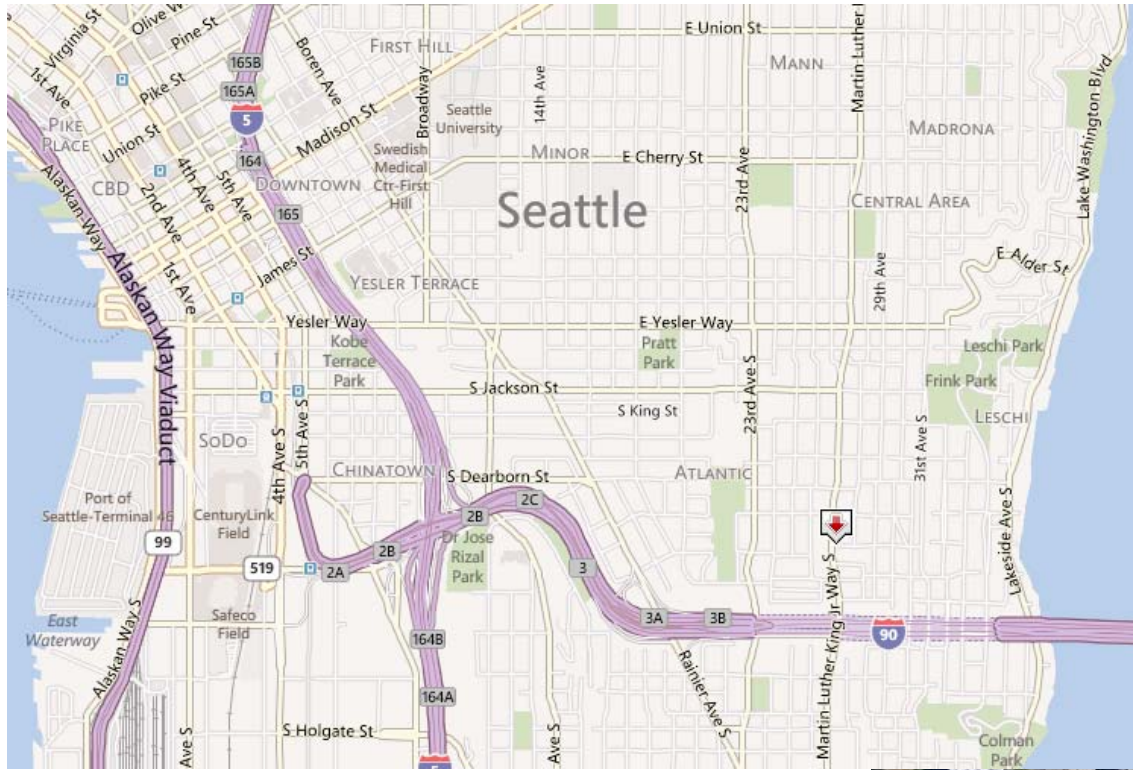 Virginia St
Olive W
Pine St
1st Ave
Pike St
Boren Ave
FIRST HILL
165B
165A
5
Union St
Madison St
Broadway
Seattle
University
14th Ave
E Union St
MANN
Martin Luther
MADRONA
Lake Washington Blvd
PIKE
PLACE
CBD
4th Ave
5th Ave
2nd Ave
164
DOWNTOWN
Swedish
Medical
Ctr-First
Hill
MINOR
E Cherry St
23rd Ave
CENTRAL AREA
Seattle
165
James St
1st Ave
Alaskan Way
Alaskan Way Viaduct
YESLER TERRACE
29th Ave
E Alder St
Yesler Way
E Yesler Way
Kobe
Terrace
Park
Pratt
Park
Leschi Park
Frink Park
LESCHI
S Jackson St
S King St
23rd Ave S
31st Ave S
SoDo
5th Ave S
4th Ave S
CHINATOWN
S Dearborn St
ATLANTIC
Port of
Seattle-Terminal 46
CenturyLink
Field
99
519
2A
2B
2B
2C
Dr Jose
Rizal
Park
3
3A
3B
90
Martin Luther King Jr Way S
Lakeside Ave S
East
Waterway
Safeco
Field
Alaskan Way S
164B
164A
Rainier Ave S
S Holgate St
Ave S
Ave S
5
Colman
Park